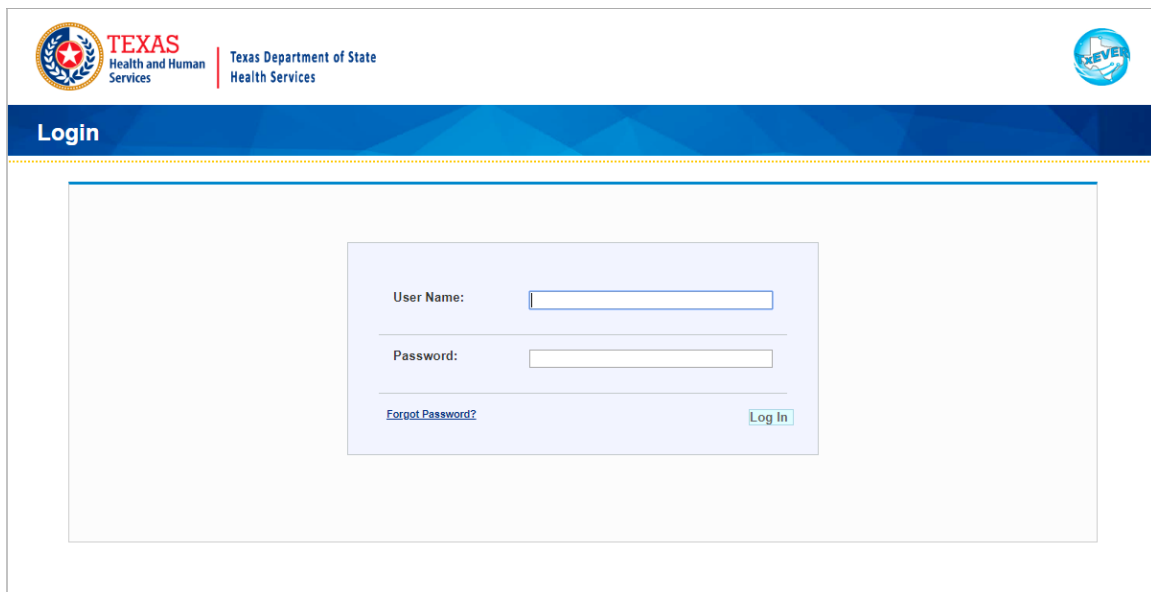 TEXAS
Health and Human
Services
Texas Department of State
Health Services
TxEVER
Login
User Name:
Password:
Forgot Password?
Log In